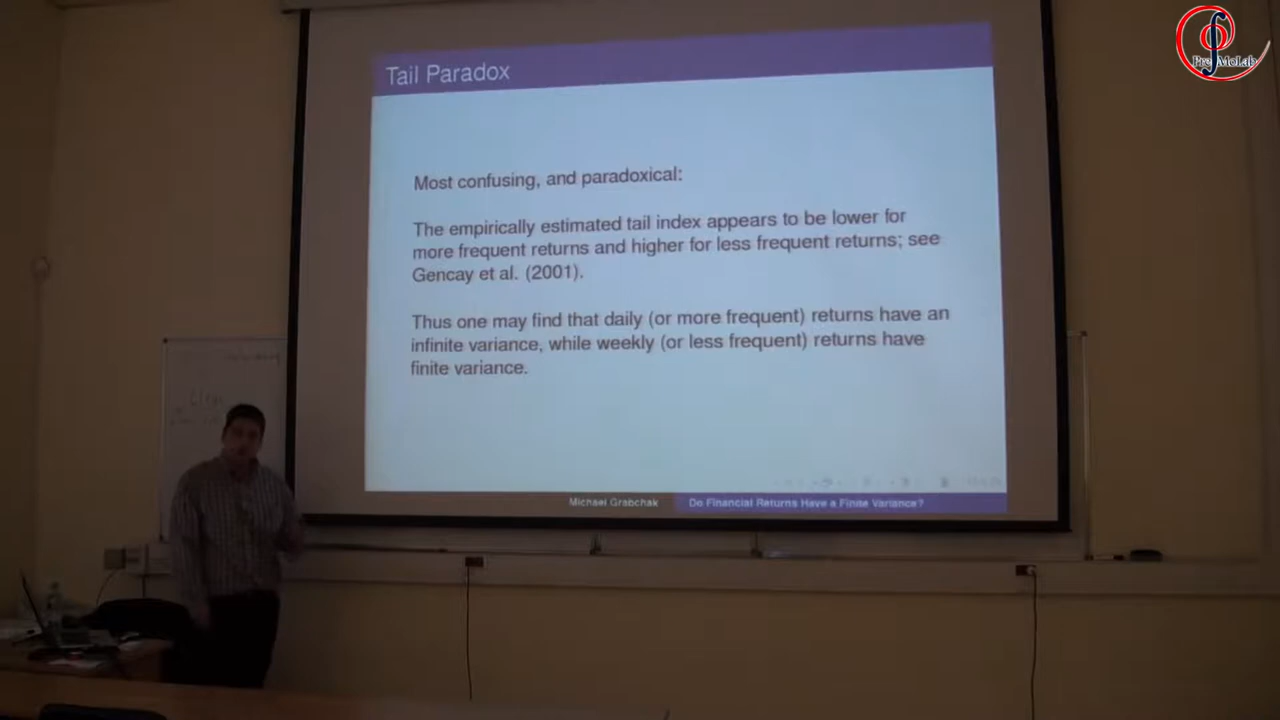 Tail Paradox
Most confusing, and paradoxical:
The empirically estimated tail index appears to be lower for
more frequent returns and higher for less frequent returns; see
Gencay et al. (2001).
Thus one may find that daily (or more frequent) returns have an
infinite variance, while weekly (or less frequent) returns have
finite variance.
Michael Grabchak
Do Financial Returns Have a Finite Variance?